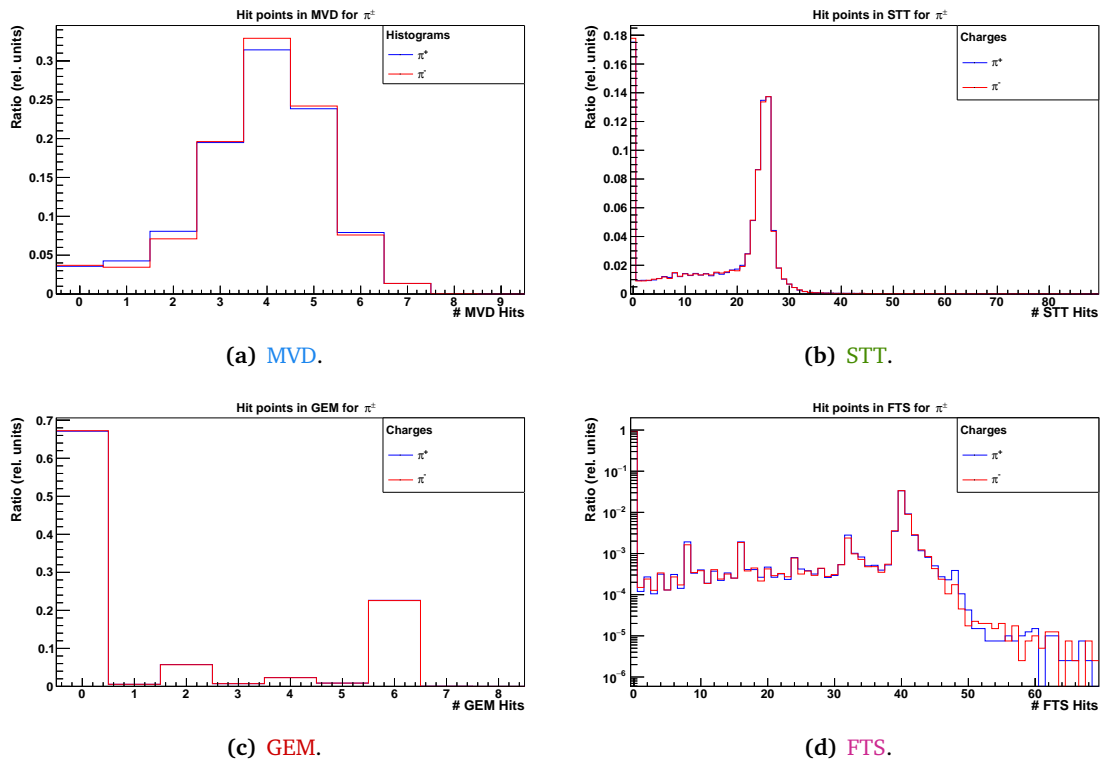 Hit points in MVD for π±
Ratio (rel. units)
0.3
0.25
0.2
0.15
0.1
0.05
0
0 1 2 3 4 5 6 7 8 9
# MVD Hits
Histograms
π+
π-
(a) MVD.
Hit points in STT for π±
Ratio (rel. units)
0.18
0.16
0.14
0.12
0.1
0.08
0.06
0.04
0.02
0
0 10 20 30 40 50 60 70 80
# STT Hits
Charges
π+
π-
(b) STT.
Hit points in GEM for π±
Ratio (rel. units)
0.7
0.6
0.5
0.4
0.3
0.2
0.1
0
0 1 2 3 4 5 6 7 8
# GEM Hits
Charges
π+
π-
(c) GEM.
Hit points in FTS for π±
Ratio (rel. units)
1
10⁻¹
10⁻²
10⁻³
10⁻⁴
10⁻⁵
10⁻⁶
0 10 20 30 40 50 60
# FTS Hits
Charges
π+
π-
(d) FTS.